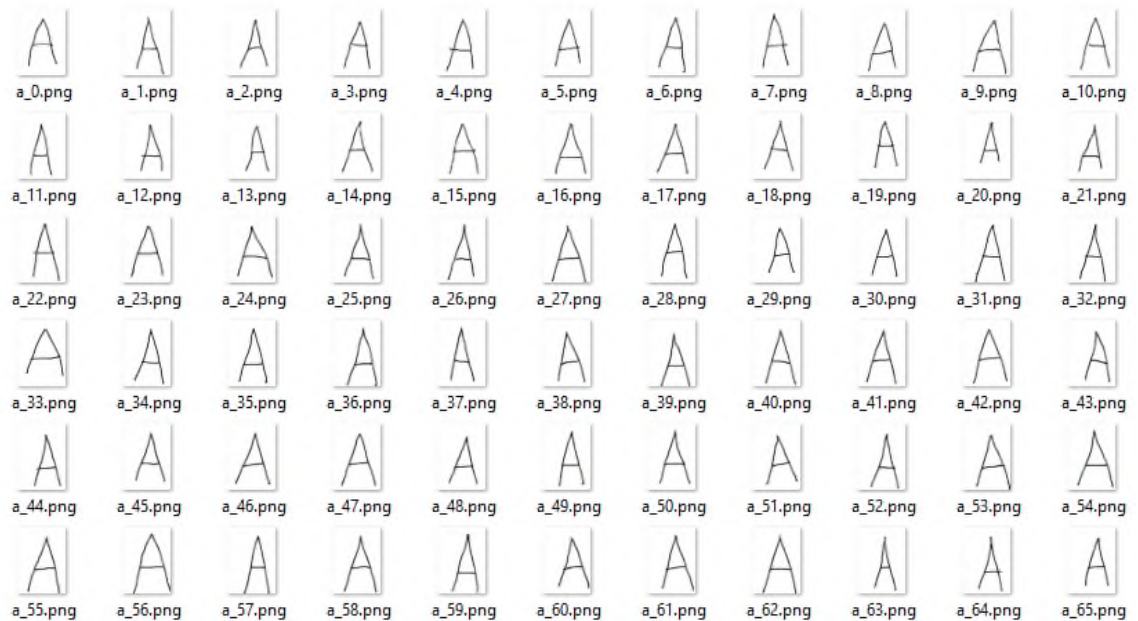 A A A A A A A A A A A
a_0.png a_1.png a_2.png a_3.png a_4.png a_5.png a_6.png a_7.png a_8.png a_9.png a_10.png
A A A A A A A A A A A
a_11.png a_12.png a_13.png a_14.png a_15.png a_16.png a_17.png a_18.png a_19.png a_20.png a_21.png
A A A A A A A A A A A
a_22.png a_23.png a_24.png a_25.png a_26.png a_27.png a_28.png a_29.png a_30.png a_31.png a_32.png
A A A A A A A A A A A
a_33.png a_34.png a_35.png a_36.png a_37.png a_38.png a_39.png a_40.png a_41.png a_42.png a_43.png
A A A A A A A A A A A
a_44.png a_45.png a_46.png a_47.png a_48.png a_49.png a_50.png a_51.png a_52.png a_53.png a_54.png
A A A A A A A A A A A
a_55.png a_56.png a_57.png a_58.png a_59.png a_60.png a_61.png a_62.png a_63.png a_64.png a_65.png